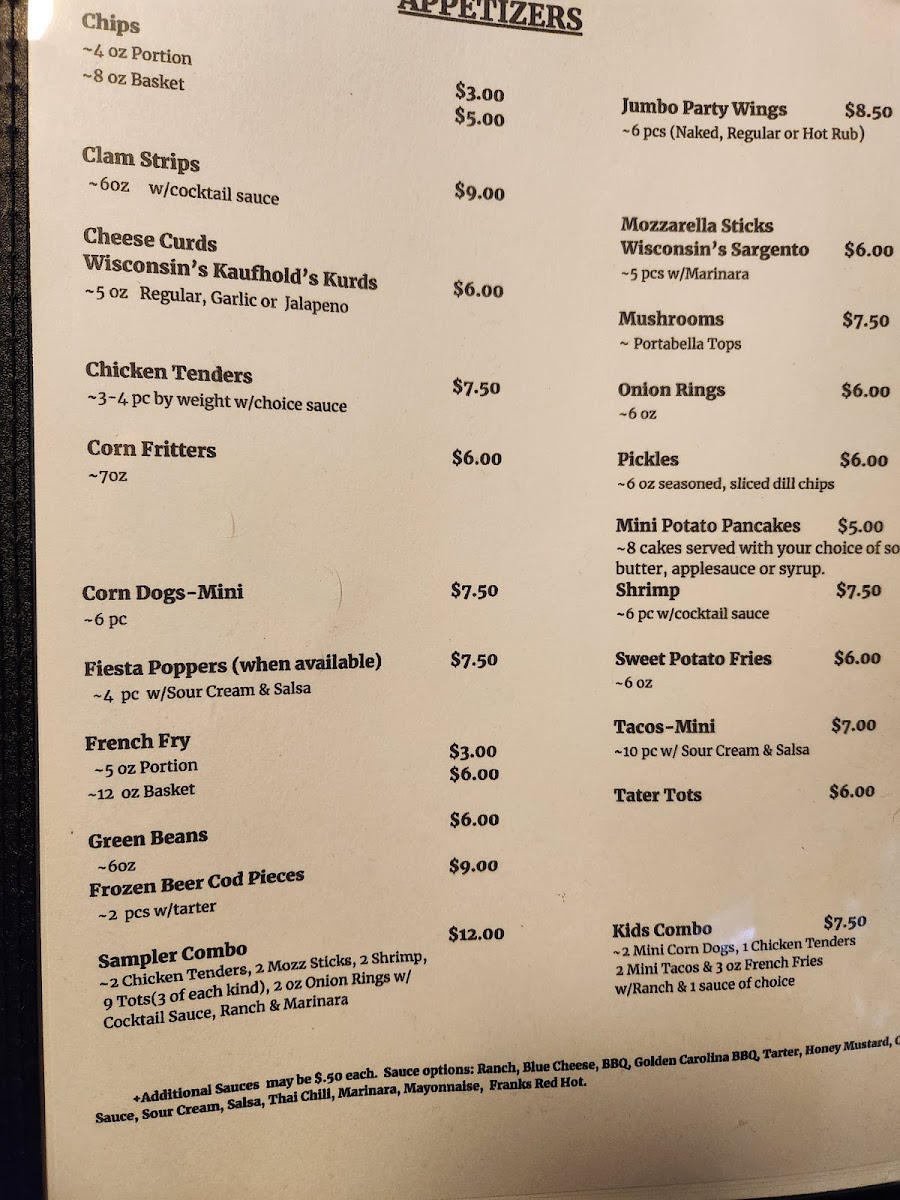 APPETIZERS
Chips
~4 oz Portion
~8 oz Basket
$3.00
$5.00
Clam Strips
~6oz w/cocktail sauce $9.00
Cheese Curds
Wisconsin's Kaufhold's Kurds
~5 oz Regular, Garlic or Jalapeno $6.00
Chicken Tenders $7.50
~3-4 pc by weight w/choice sauce
Corn Fritters $6.00
~7oz
Corn Dogs-Mini $7.50
~6 pc
Fiesta Poppers (when available) $7.50
~4 pc w/Sour Cream & Salsa
French Fry
~5 oz Portion $3.00
~12 oz Basket $6.00
Green Beans $6.00
~6oz
Frozen Beer Cod Pieces $9.00
~2 pcs w/tarter
Sampler Combo $12.00
~2 Chicken Tenders, 2 Mozz Sticks, 2 Shrimp,
9 Tots(3 of each kind), 2 oz Onion Rings w/
Cocktail Sauce, Ranch & Marinara
Jumbo Party Wings $8.50
~6 pcs (Naked, Regular or Hot Rub)
Mozzarella Sticks
Wisconsin's Sargento $6.00
~5 pcs w/Marinara
Mushrooms $7.50
~ Portabella Tops
Onion Rings $6.00
~6 oz
Pickles $6.00
~6 oz seasoned, sliced dill chips
Mini Potato Pancakes $5.00
~8 cakes served with your choice of
butter, applesauce or syrup.
Shrimp $7.50
~6 pc w/cocktail sauce
Sweet Potato Fries $6.00
~6 oz
Tacos-Mini $7.00
~10 pc w/ Sour Cream & Salsa
Tater Tots $6.00
Kids Combo $7.50
~2 Mini Corn Dogs, 1 Chicken Tenders
2 Mini Tacos & 3 oz French Fries
w/Ranch & 1 sauce of choice
+Additional Sauces may be $.50 each. Sauce options: Ranch, Blue Cheese, BBQ, Golden Carolina BBQ, Tarter, Honey Mustard,
Sauce, Sour Cream, Salsa, Thai Chili, Marinara, Mayonnaise, Franks Red Hot.